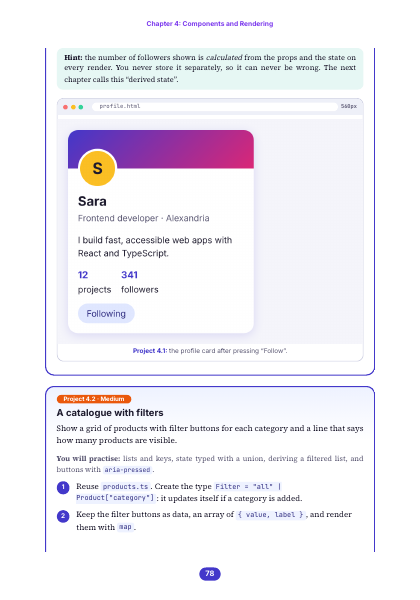 Chapter 4: Components and Rendering
Hint: the number of followers shown is calculated from the props and the state on
every render. You never store it separately, so it can never be wrong. The next
chapter calls this “derived state”.
profile.html
560px
S
Sara
Frontend developer · Alexandria
I build fast, accessible web apps with
React and TypeScript.
12 341
projects followers
Following
Project 4.1: the profile card after pressing “Follow”.
Project 4.2 · Medium
A catalogue with filters
Show a grid of products with filter buttons for each category and a line that says
how many products are visible.
You will practise: lists and keys, state typed with a union, deriving a filtered list, and
buttons with aria-pressed.
1 Reuse products.ts. Create the type Filter = "all" |
Product["category"]: it updates itself if a category is added.
2 Keep the filter buttons as data, an array of { value, label }, and render
them with map.
78